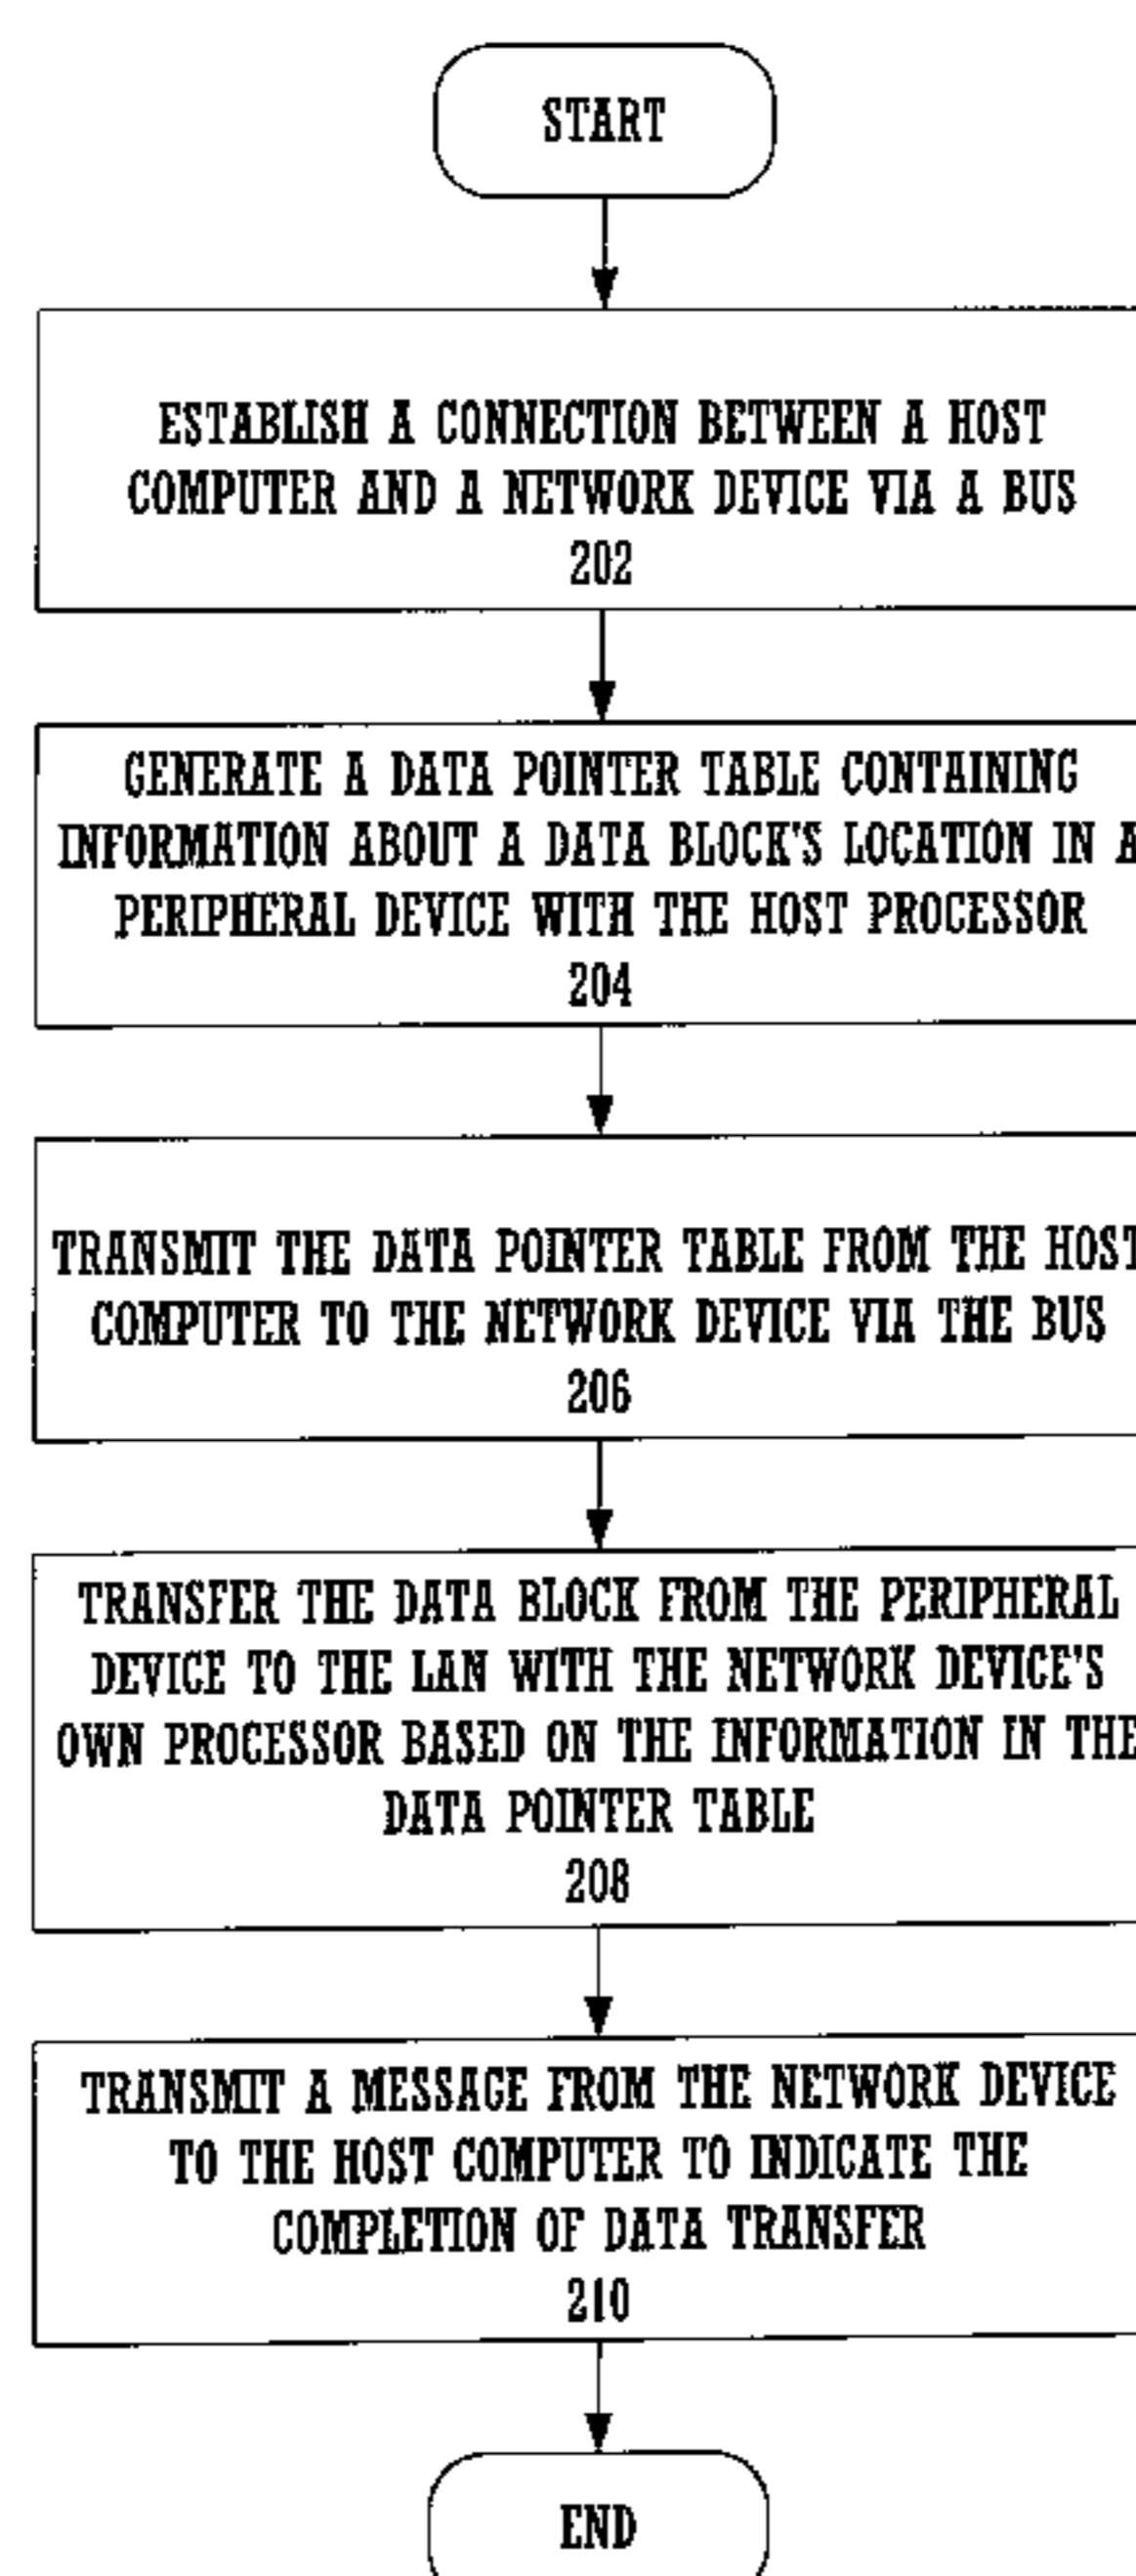 START
ESTABLISH A CONNECTION BETWEEN A HOST
COMPUTER AND A NETWORK DEVICE VIA A BUS
202
GENERATE A DATA POINTER TABLE CONTAINING
INFORMATION ABOUT A DATA BLOCK'S LOCATION IN A
PERIPHERAL DEVICE WITH THE HOST PROCESSOR
204
TRANSMIT THE DATA POINTER TABLE FROM THE HOST
COMPUTER TO THE NETWORK DEVICE VIA THE BUS
206
TRANSFER THE DATA BLOCK FROM THE PERIPHERAL
DEVICE TO THE LAN WITH THE NETWORK DEVICE'S
OWN PROCESSOR BASED ON THE INFORMATION IN THE
DATA POINTER TABLE
208
TRANSMIT A MESSAGE FROM THE NETWORK DEVICE
TO THE HOST COMPUTER TO INDICATE THE
COMPLETION OF DATA TRANSFER
210
END